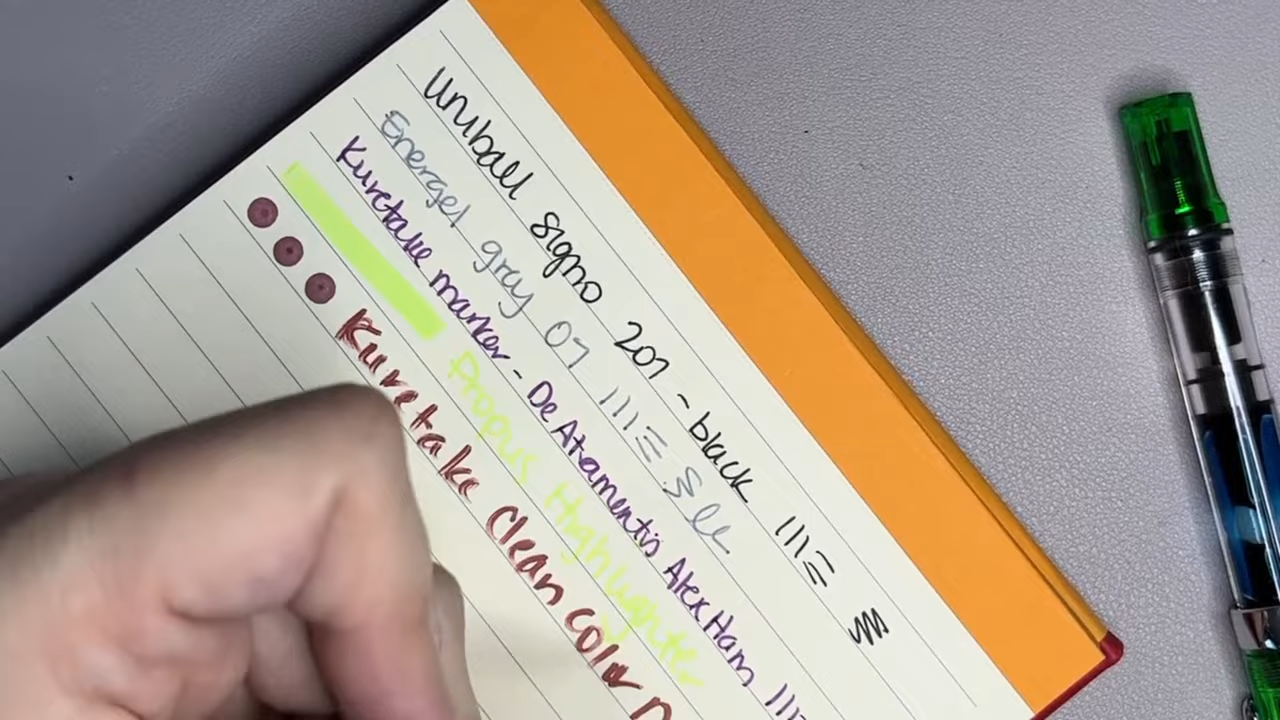 Uniball signo 207 - black
Energel grey 07
Kuretake marker - De Atramentis Alex Ham
Propus Highlighter
Kuretake Clean color